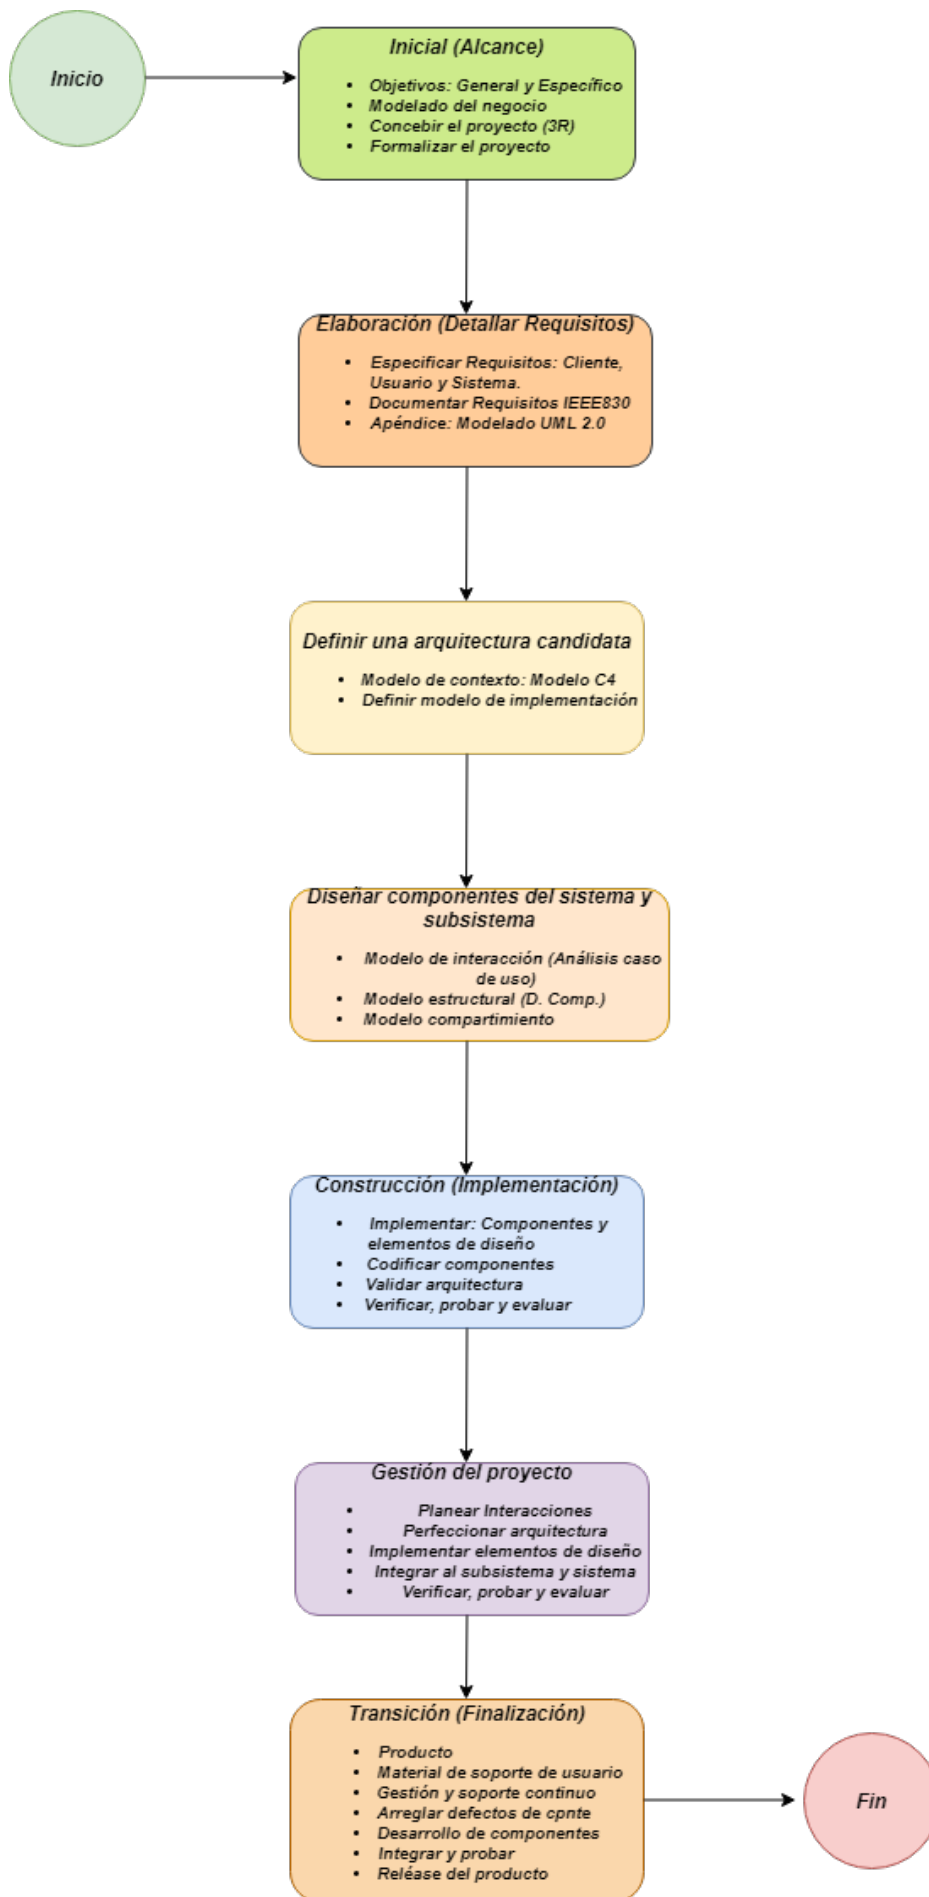 Inicio
Inicial (Alcance)
• Objetivos: General y Específico
• Modelado del negocio
• Concebir el proyecto (3R)
• Formalizar el proyecto
Elaboración (Detallar Requisitos)
• Especificar Requisitos: Cliente,
Usuario y Sistema.
• Documentar Requisitos IEEE830
• Apéndice: Modelado UML 2.0
Definir una arquitectura candidata
• Modelo de contexto: Modelo C4
• Definir modelo de implementación
Diseñar componentes del sistema y
subsistema
• Modelo de interacción (Análisis caso
de uso)
• Modelo estructural (D. Comp.)
• Modelo compartimiento
Construcción (Implementación)
• Implementar: Componentes y
elementos de diseño
• Codificar componentes
• Validar arquitectura
• Verificar, probar y evaluar
Gestión del proyecto
• Planear Interacciones
• Perfeccionar arquitectura
• Implementar elementos de diseño
• Integrar al subsistema y sistema
• Verificar, probar y evaluar
Transición (Finalización)
• Producto
• Material de soporte de usuario
• Gestión y soporte continuo
• Arreglar defectos de cpnte
• Desarrollo de componentes
• Integrar y probar
• Reléase del producto
Fin